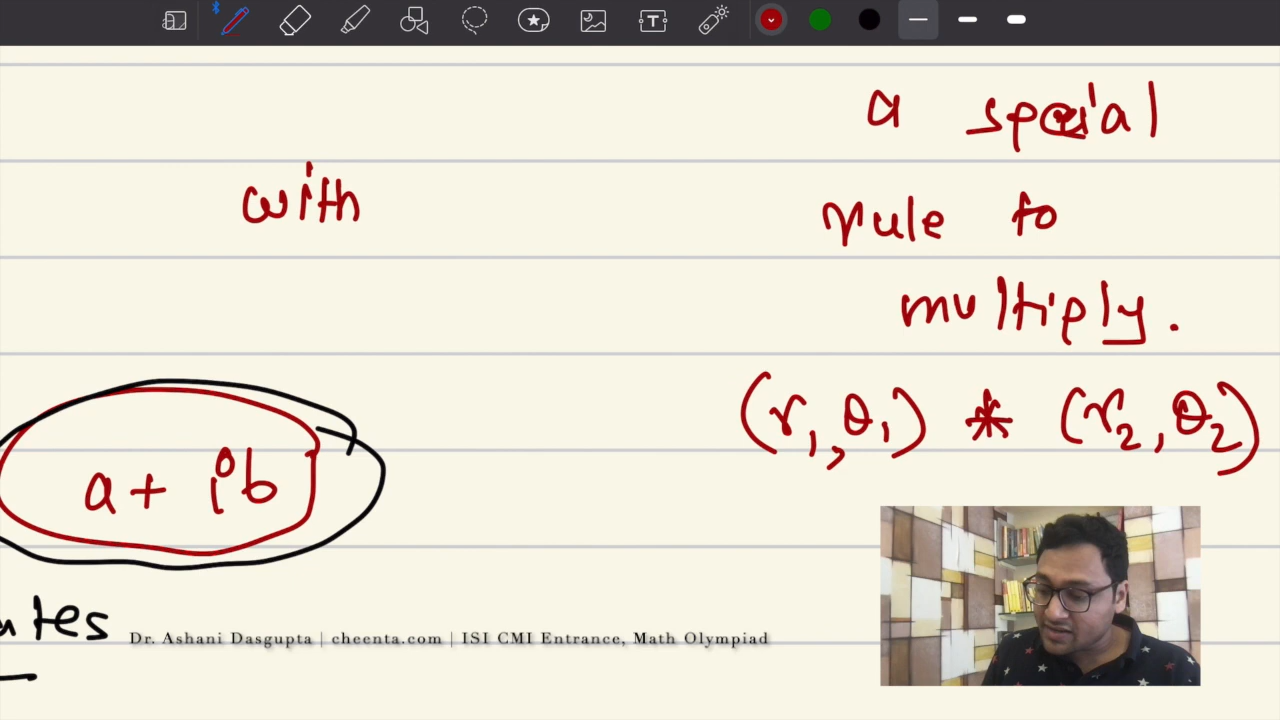 a special
with
rule to
multiply.
(r₁, θ₁) * (r₂, θ₂)
a + ib
Dr. Ashani Dasgupta | cheenta.com | ISI CMI Entrance, Math Olympiad